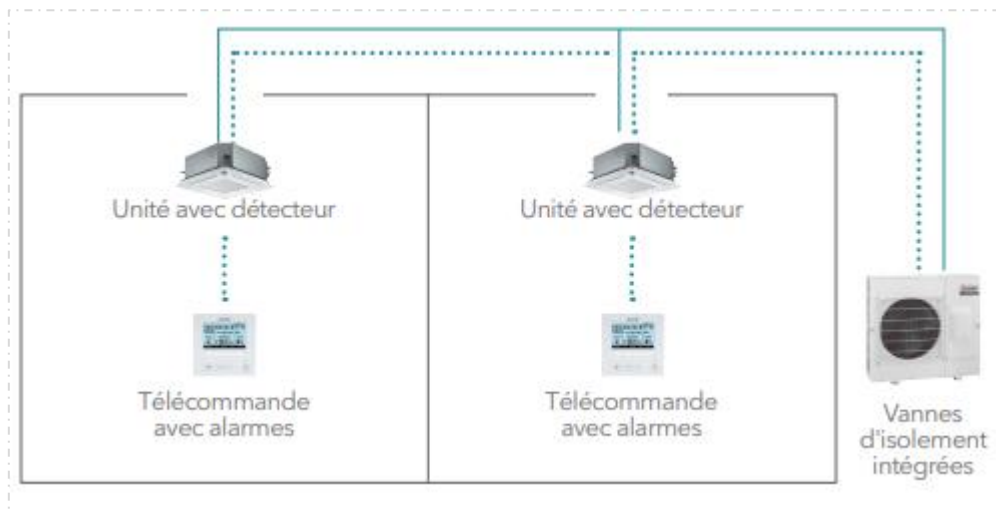 Unité avec détecteur
Unité avec détecteur
Télécommande
avec alarmes
Télécommande
avec alarmes
Vannes
d'isolement
intégrées